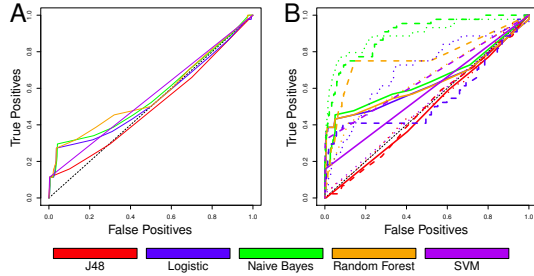 A
B
True Positives
1.0
0.8
0.6
0.4
0.2
0.0
0.0 0.2 0.4 0.6 0.8 1.0
False Positives
True Positives
1.0
0.8
0.6
0.4
0.2
0.0
0.0 0.2 0.4 0.6 0.8 1.0
False Positives
J48 Logistic Naive Bayes Random Forest SVM